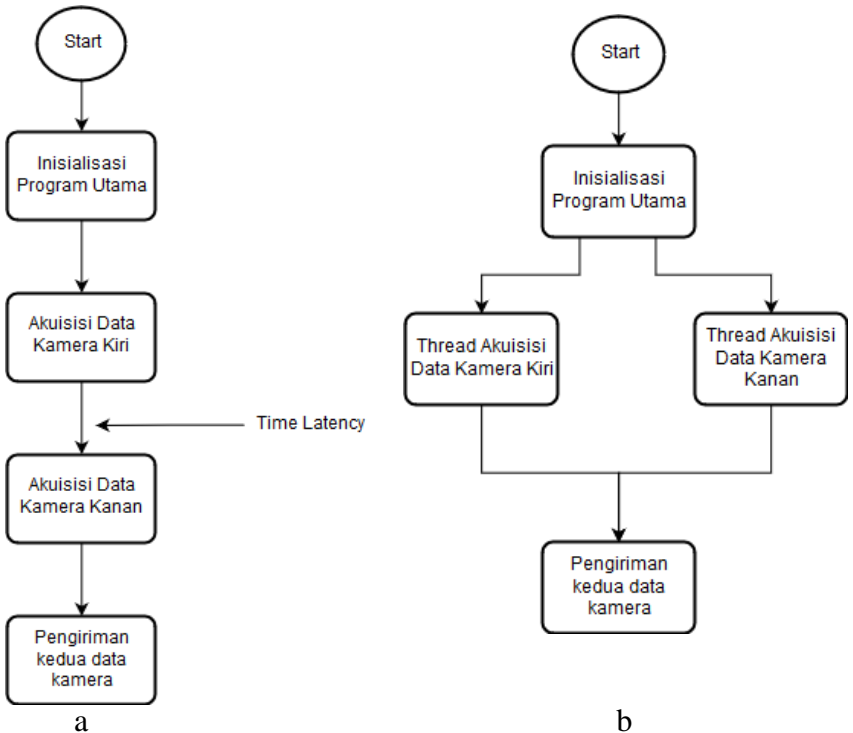 Start
Inisialisasi
Program Utama
Akuisisi Data
Kamera Kiri
Time Latency
Akuisisi Data
Kamera Kanan
Pengiriman
kedua data
kamera
a
Start
Inisialisasi
Program Utama
Thread Akuisisi
Data Kamera Kiri
Thread Akuisisi
Data Kamera
Kanan
Pengiriman
kedua data
kamera
b